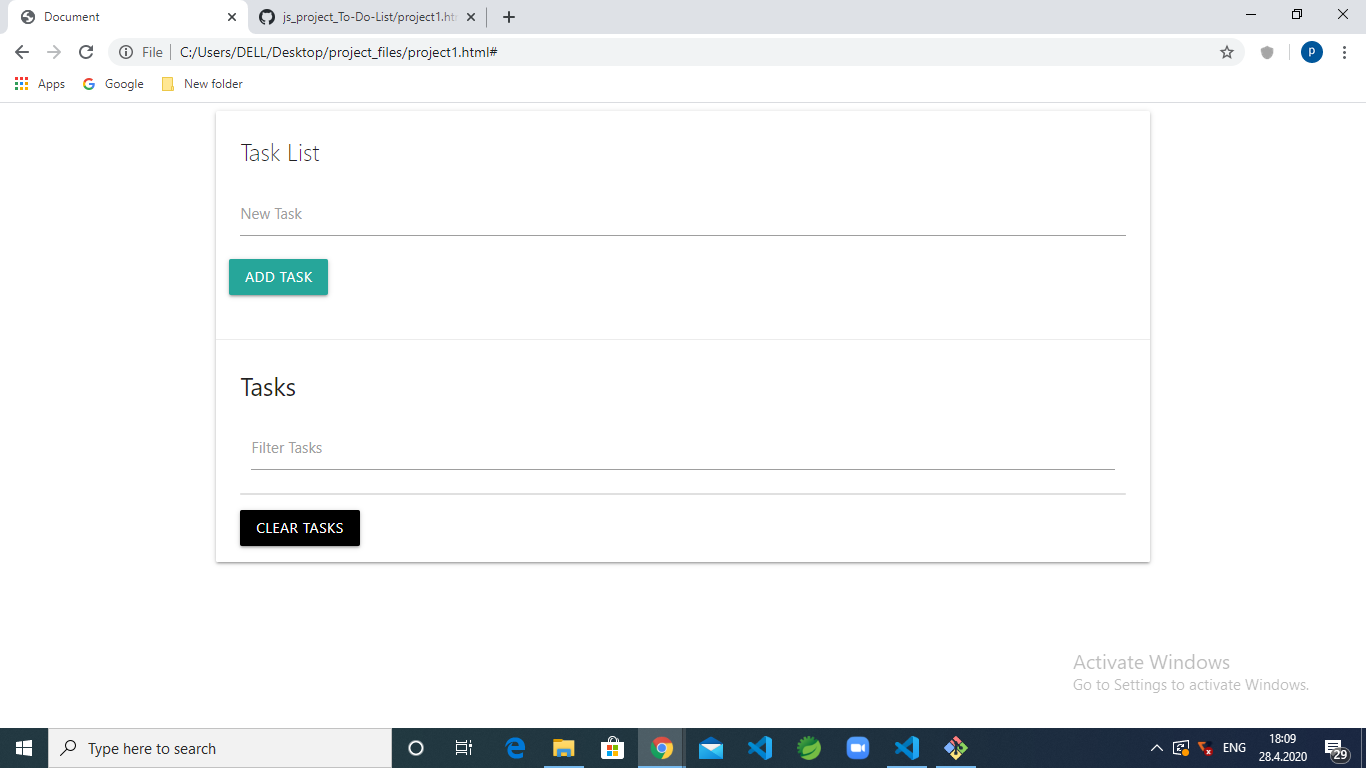 Document
js_project_To-Do-List/project1.htm
File
C:/Users/DELL/Desktop/project_files/project1.html#
P
Apps
Google
New folder
Task List
New Task
ADD TASK
Tasks
Filter Tasks
CLEAR TASKS
Activate Windows
Go to Settings to activate Windows.
Type here to search
ENG
18:09
28.4.2020
29